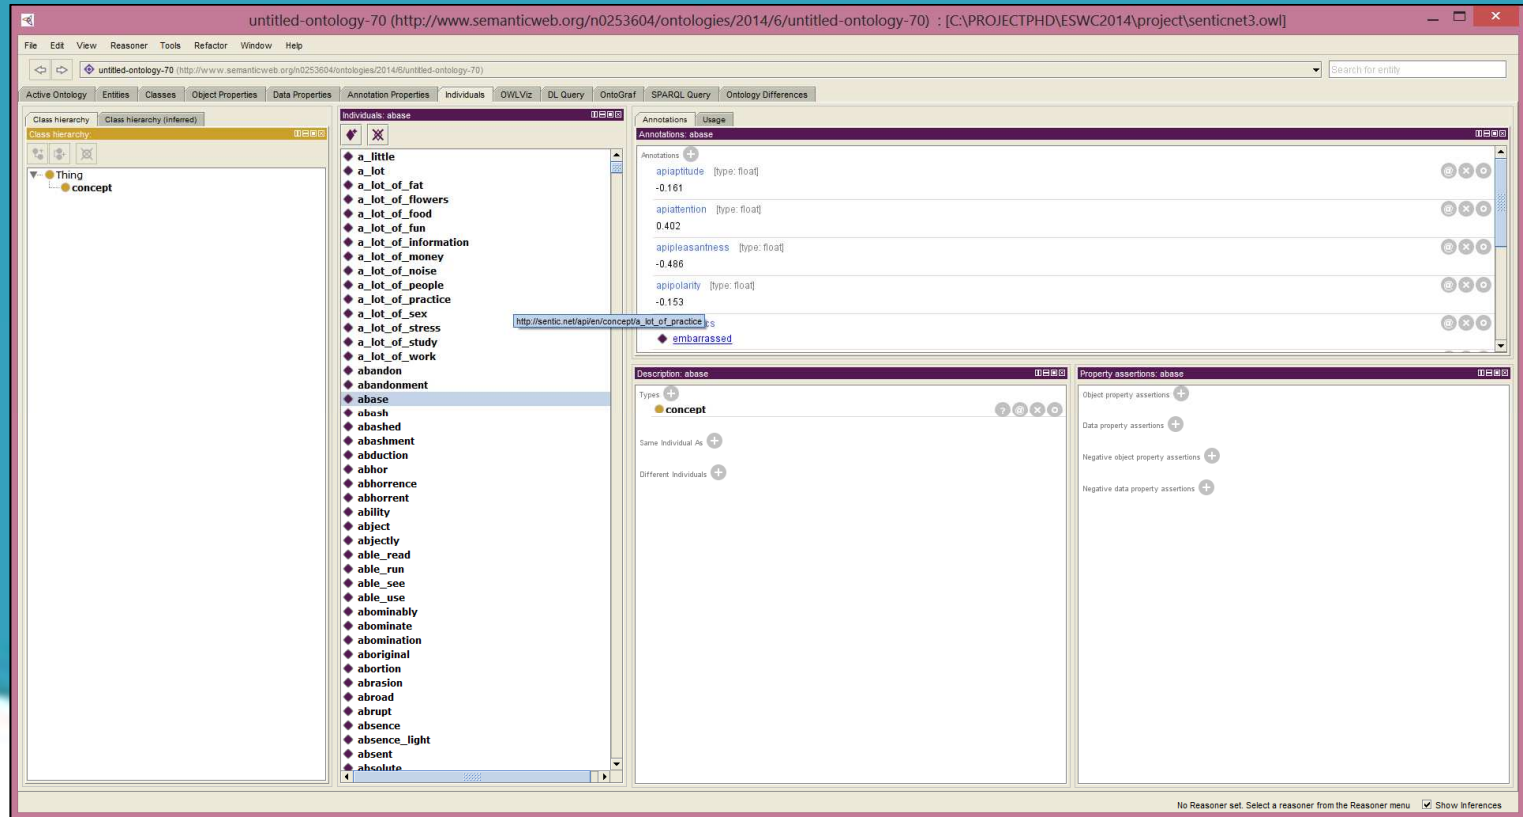 untitled-ontology-70 (http://www.semanticweb.org/n0253604/ontologies/2014/6/untitled-ontology-70) : [C:\PROJECTPHD\ESWC2014\project\senticnet3.owl]
File Edit View Reasoner Tools Refactor Window Help
untitled-ontology-70 (http://www.semanticweb.org/n0253604/ontologies/2014/6/untitled-ontology-70)
Search for entity
Active Ontology Entities Classes Object Properties Data Properties Annotation Properties Individuals OWLViz DL Query OntoGraf SPARQL Query Ontology Differences
Class hierarchy Class hierarchy (inferred)
Class hierarchy:
Thing
concept
Individuals: abase
a_little
a_lot
a_lot_of_fat
a_lot_of_flowers
a_lot_of_food
a_lot_of_fun
a_lot_of_information
a_lot_of_money
a_lot_of_noise
a_lot_of_people
a_lot_of_practice
a_lot_of_sex
a_lot_of_stress
a_lot_of_study
a_lot_of_work
abandon
abandonment
abase
abash
abashed
abashment
abduction
abhor
abhorrence
abhorrent
ability
abject
abjectly
able_read
able_run
able_see
able_use
abominably
abominate
abomination
aboriginal
abortion
abrasion
abroad
abrupt
absence
absence_light
absent
absolute
http://sentic.net/api/en/concept/a_lot_of_practice
Annotations Usage
Annotations: abase
Annotations
apiaptitude [type: float]
-0.161
apiattention [type: float]
0.402
apipleasantness [type: float]
-0.486
apipolarity [type: float]
-0.153
cs
embarrassed
Description: abase
Types
concept
Same Individual As
Different Individuals
Property assertions: abase
Object property assertions
Data property assertions
Negative object property assertions
Negative data property assertions
No Reasoner set. Select a reasoner from the Reasoner menu Show Inferences